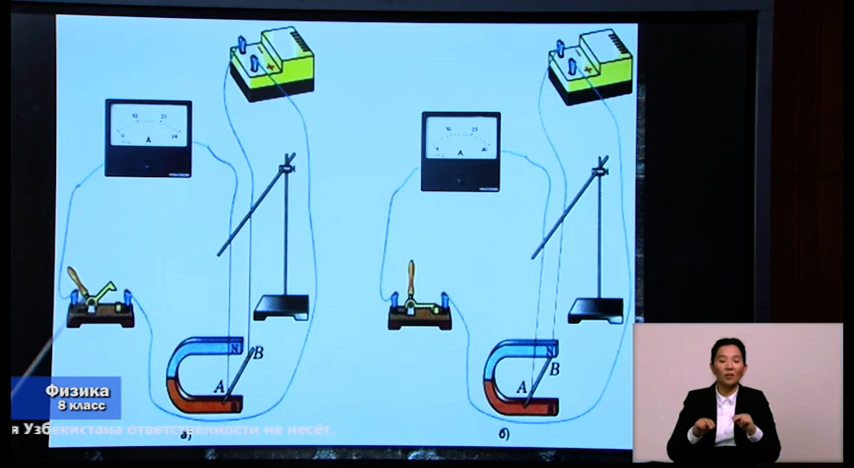 A
A
N
B
A
N
B
A
а)
б)
Физика
8 класс
я Узбекистана ответственности не несёт.